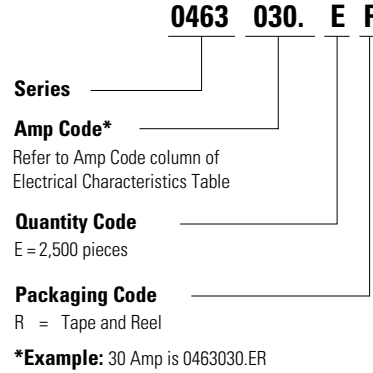 0463 030. E R
Series
Amp Code*
Refer to Amp Code column of
Electrical Characteristics Table
Quantity Code
E = 2,500 pieces
Packaging Code
R = Tape and Reel
*Example: 30 Amp is 0463030.ER